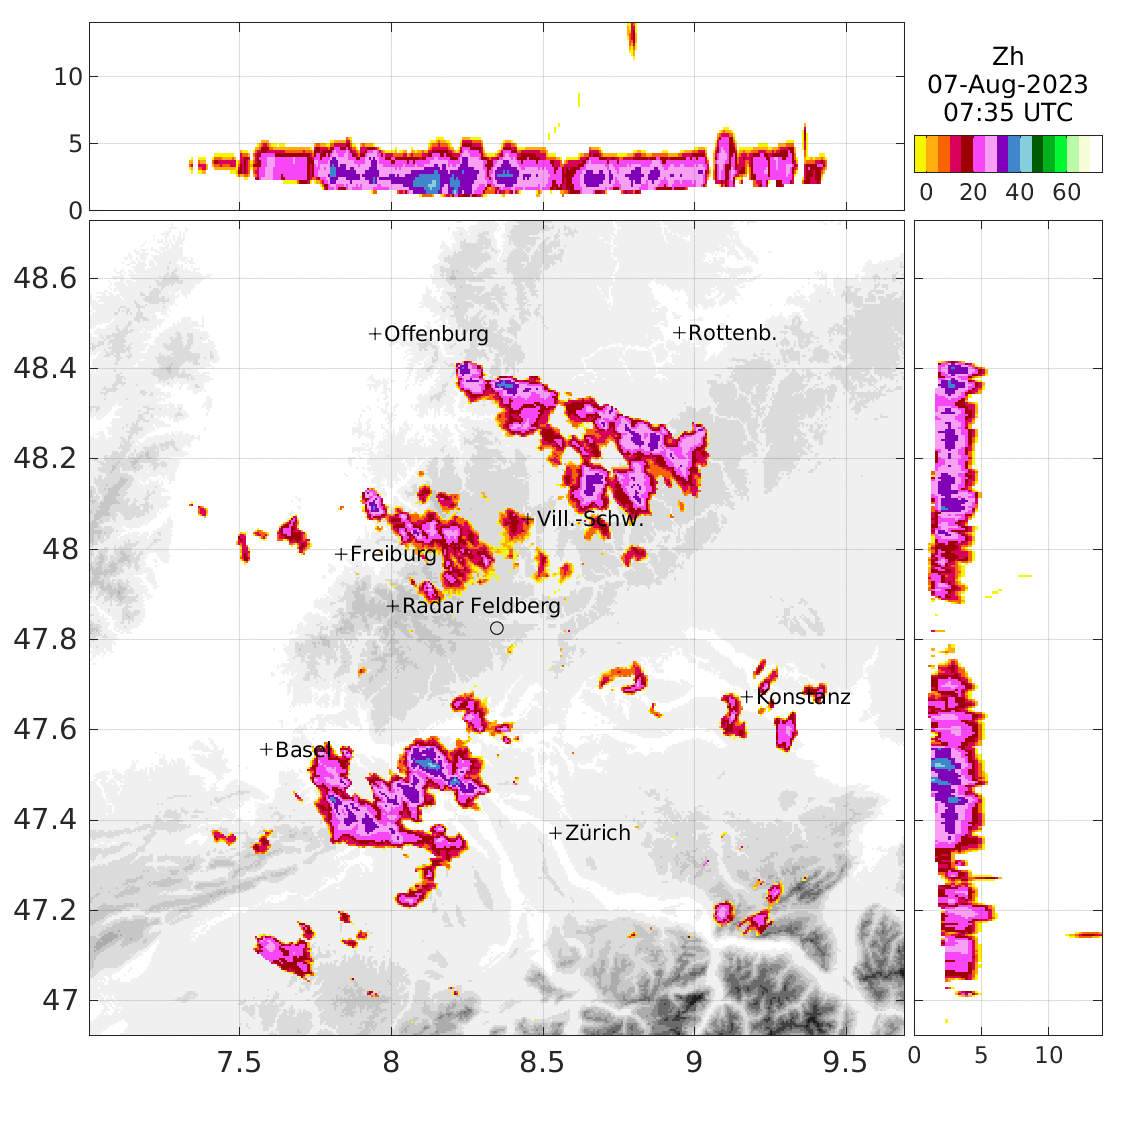 10
5
0
Zh
07-Aug-2023
07:35 UTC
0 20 40 60
48.6
48.4
48.2
48
47.8
47.6
47.4
47.2
47
+Offenburg
+Rottenb.
+Vill.-Schw.
+Freiburg
+Radar Feldberg
+Konstanz
+Basel
+Zürich
7.5 8 8.5 9 9.5
0 5 10